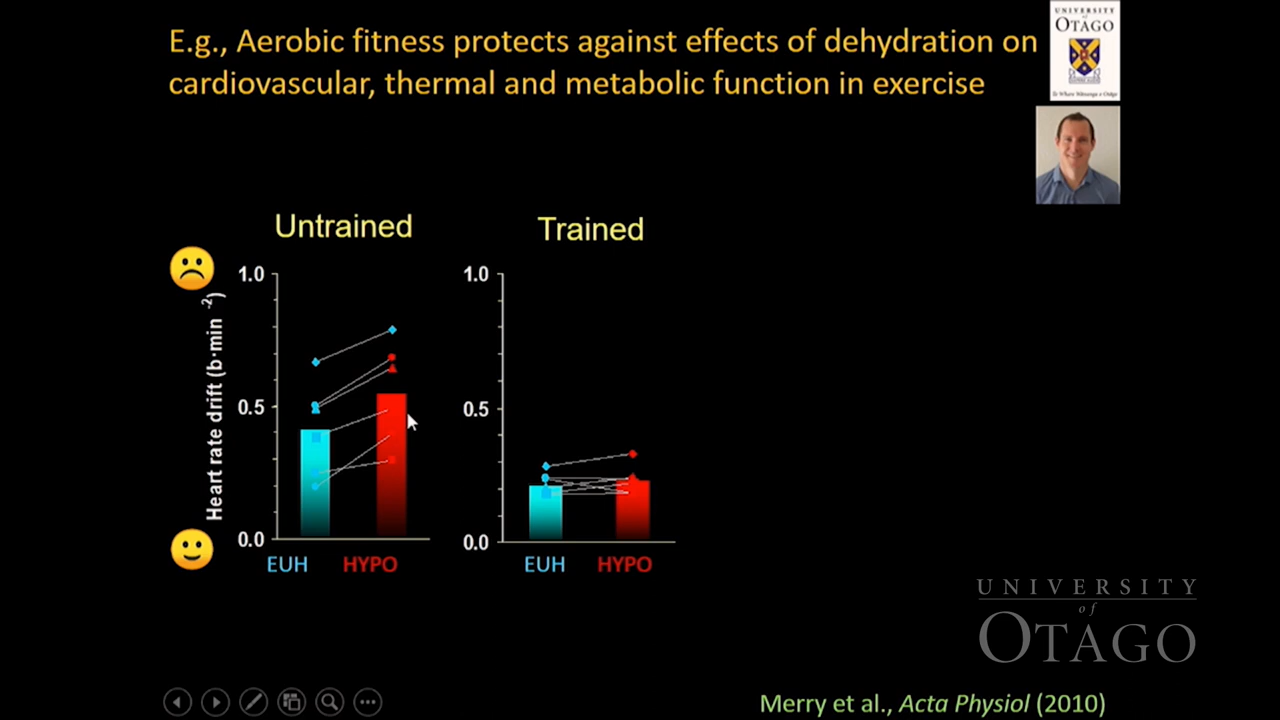 E.g., Aerobic fitness protects against effects of dehydration on
cardiovascular, thermal and metabolic function in exercise
UNIVERSITY
of
OTAGO
Te Whare Wānanga o Otāgo
Untrained
Trained
Heart rate drift (b·min -2)
1.0
0.5
0.0
EUH
HYPO
1.0
0.5
0.0
EUH
HYPO
UNIVERSITY
of
OTAGO
Merry et al., Acta Physiol (2010)